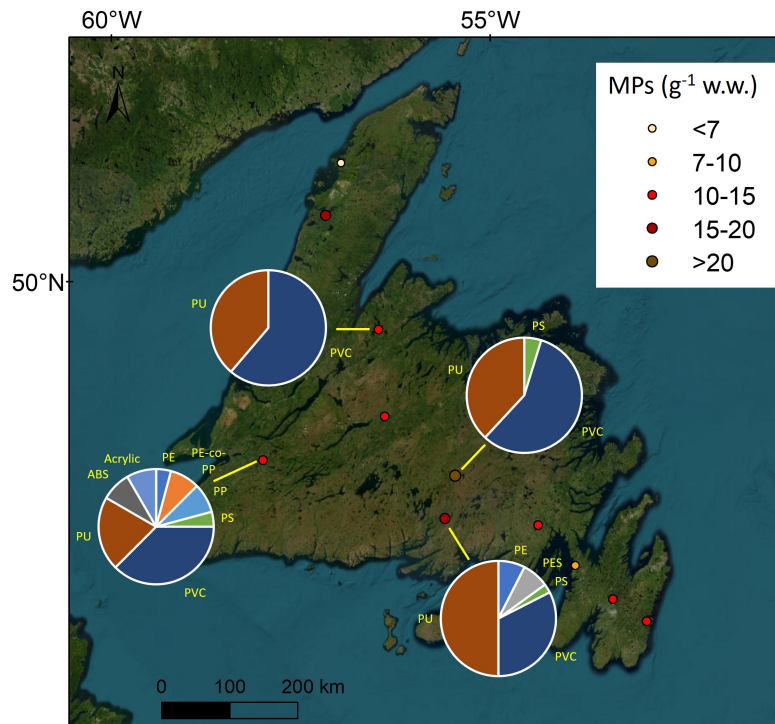 60°W
55°W
N
MPs (g⁻¹ w.w.)
<7
7-10
10-15
15-20
>20
50°N
PU
PVC
PS
PU
PVC
Acrylic
PE
PE-co-
PP
ABS
PP
PS
PU
PVC
PE
PES
PS
PU
PVC
0 100 200 km